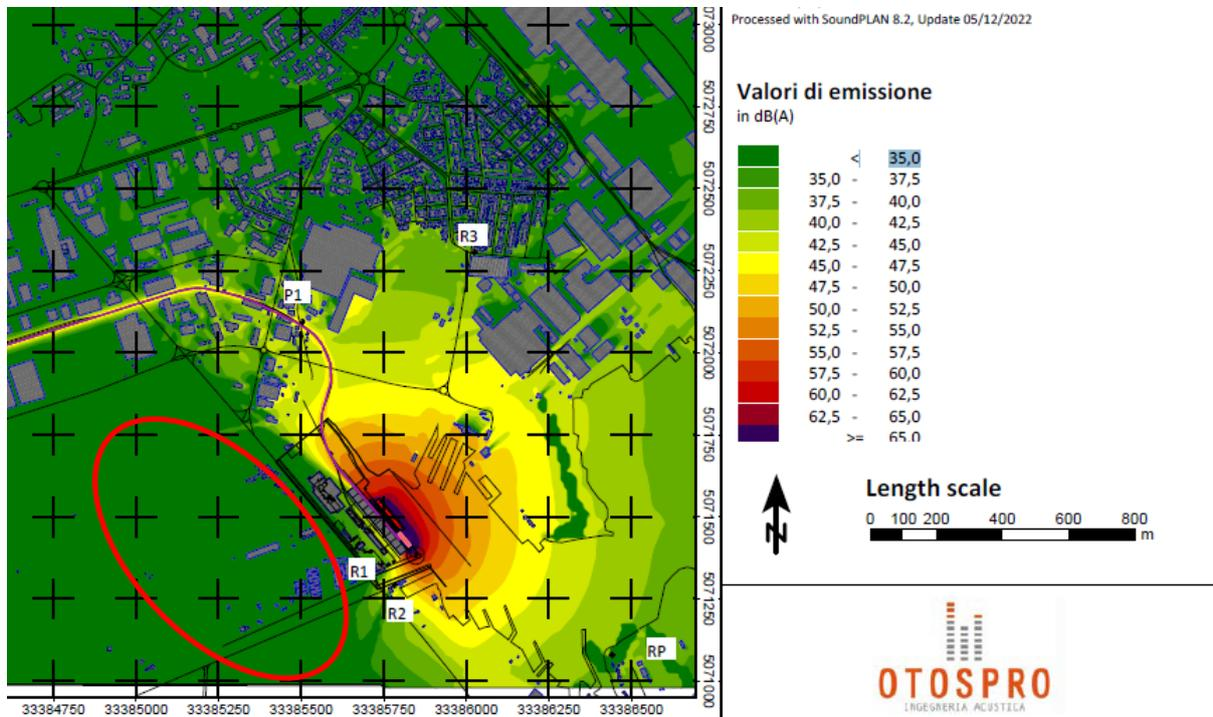 Processed with SoundPLAN 8.2, Update 05/12/2022
Valori di emissione
in dB(A)
< 35,0
35,0 - 37,5
37,5 - 40,0
40,0 - 42,5
42,5 - 45,0
45,0 - 47,5
47,5 - 50,0
50,0 - 52,5
52,5 - 55,0
55,0 - 57,5
57,5 - 60,0
60,0 - 62,5
62,5 - 65,0
>= 65,0
Length scale
0 100 200 400 600 800
m
N
OTOSPRO
INGEGNERIA ACUSTICA
R3
P1
R1
R2
RP
5072750
5072500
5072250
5072000
5071750
5071500
5071250
5071000
33384750 33385000 33385250 33385500 33385750 33386000 33386250 33386500